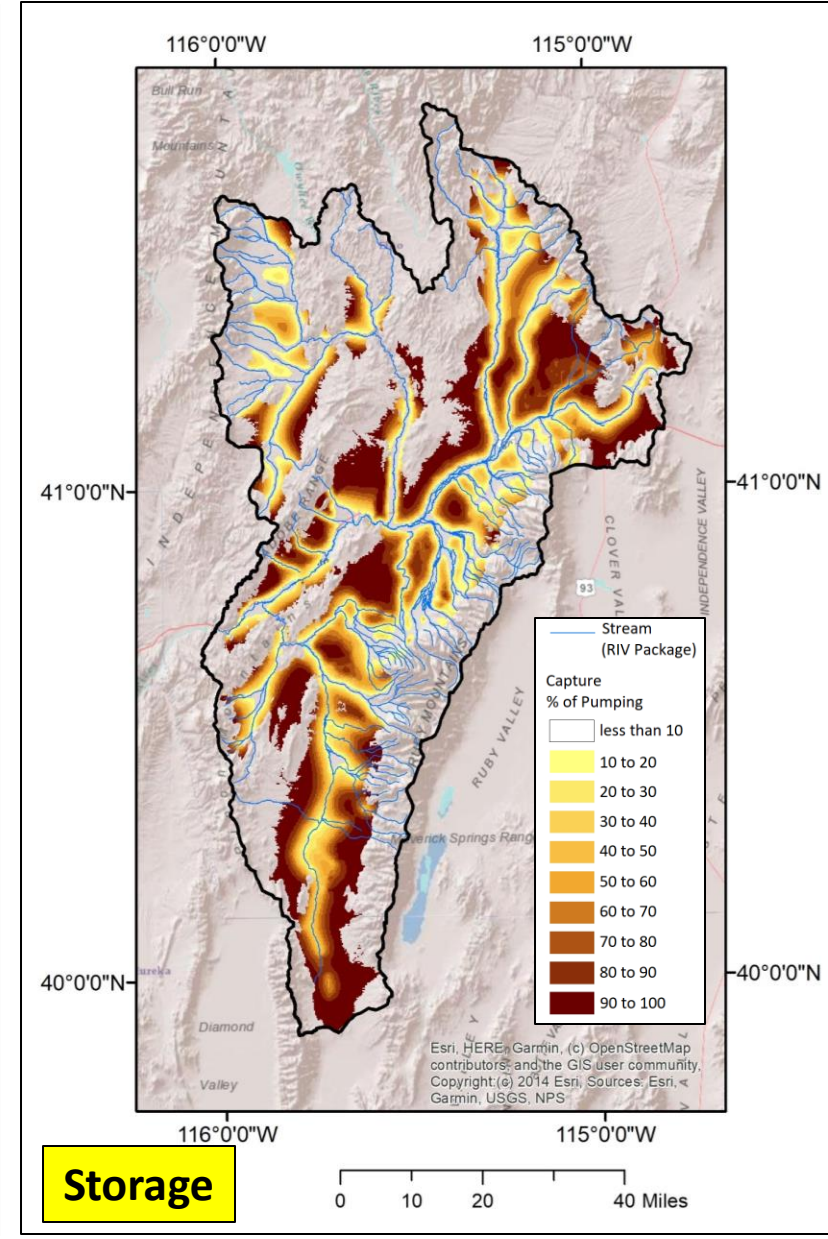 116°0'0"W
115°0'0"W
Bull Run
Mountains
41°0'0"N
41°0'0"N
I N D E P E N
CLOVER VAL
INDEPENDENCE VALLEY
93
RUBY VALLEY
Maverick Springs Rang
Stream
(RIV Package)
Capture
% of Pumping
less than 10
10 to 20
20 to 30
30 to 40
40 to 50
50 to 60
60 to 70
70 to 80
80 to 90
90 to 100
40°0'0"N
40°0'0"N
ureka
Diamond
Valley
Esri, HERE, Garmin, (c) OpenStreetMap
contributors, and the GIS user community,
Copyright:(c) 2014 Esri, Sources: Esri,
Garmin, USGS, NPS
116°0'0"W
115°0'0"W
Storage
0 10 20 40 Miles